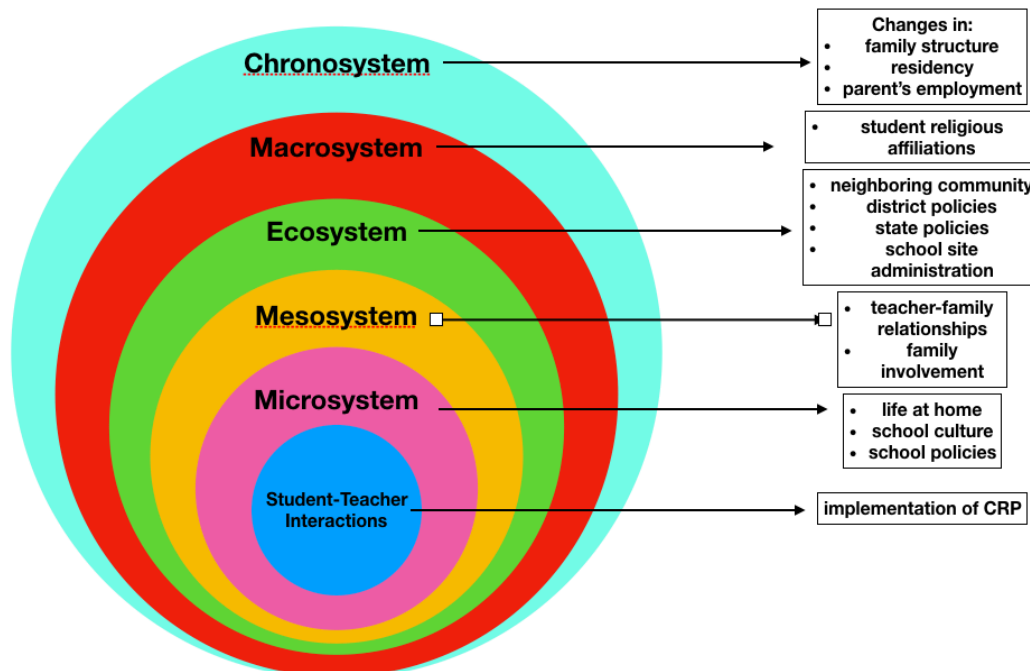 Chronosystem
Changes in:
• family structure
• residency
• parent's employment
Macrosystem
• student religious
affiliations
Ecosystem
• neighboring community
• district policies
• state policies
• school site
administration
Mesosystem
• teacher-family
relationships
• family
involvement
Microsystem
• life at home
• school culture
• school policies
Student-Teacher
Interactions
implementation of CRP